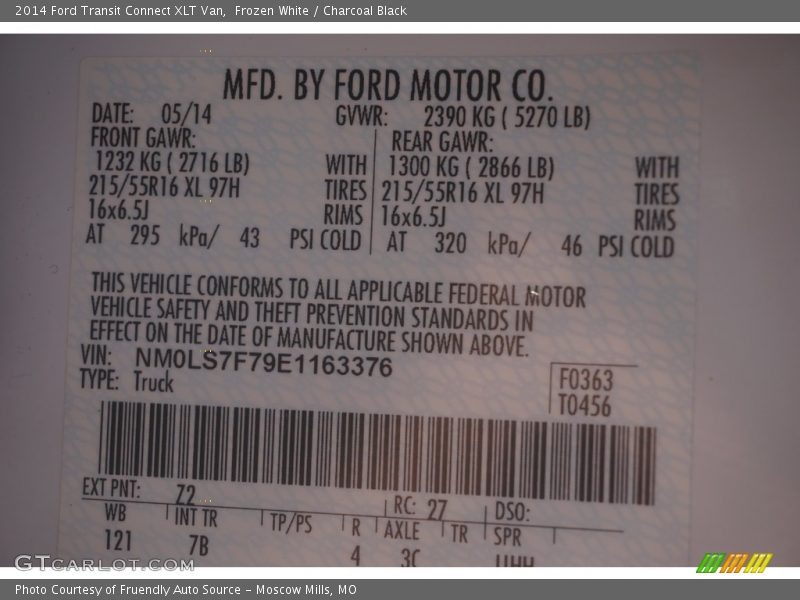 2014 Ford Transit Connect XLT Van,  Frozen White / Charcoal Black
MFD. BY FORD MOTOR CO.
DATE: 05/14 GVWR: 2390 KG ( 5270 LB)
FRONT GAWR: REAR GAWR:
1232 KG ( 2716 LB) WITH 1300 KG ( 2866 LB) WITH
215/55R16 XL 97H TIRES 215/55R16 XL 97H TIRES
16x6.5J RIMS 16x6.5J RIMS
AT 295 kPa/ 43 PSI COLD AT 320 kPa/ 46 PSI COLD
THIS VEHICLE CONFORMS TO ALL APPLICABLE FEDERAL MOTOR
VEHICLE SAFETY AND THEFT PREVENTION STANDARDS IN
EFFECT ON THE DATE OF MANUFACTURE SHOWN ABOVE.
VIN: NM0LS7F79E1163376
TYPE: Truck
F0363
T0456
EXT PNT: Z2 RC: 27 DSO:
WB INT TR TP/PS R AXLE TR SPR
121 7B 4 3C
GTCARLOT.COM
Photo Courtesy of Fruendly Auto Source - Moscow Mills, MO